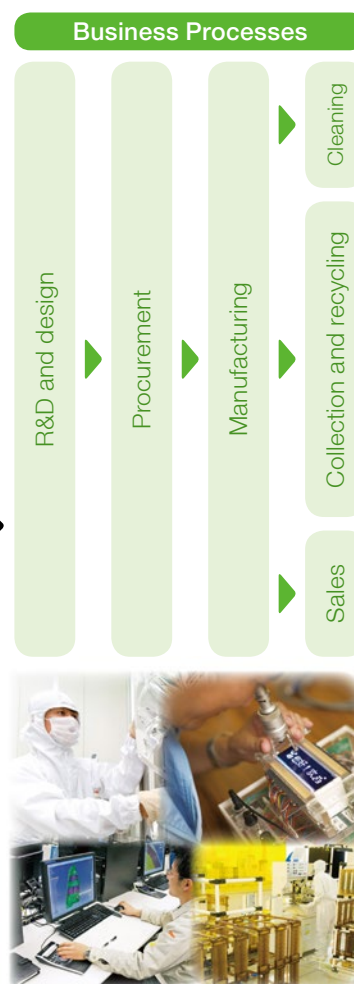 Business Processes
R&D and design
Procurement
Manufacturing
Cleaning
Collection and recycling
Sales